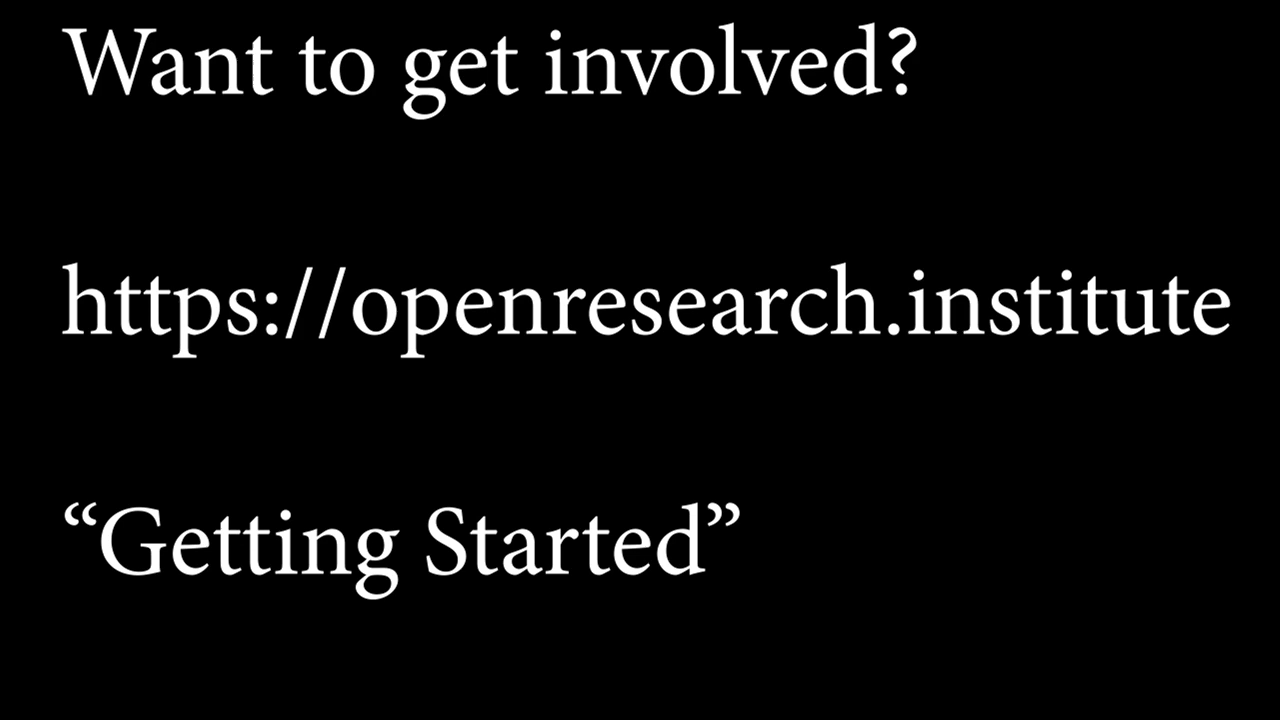 Want to get involved?
https://openresearch.institute
“Getting Started”